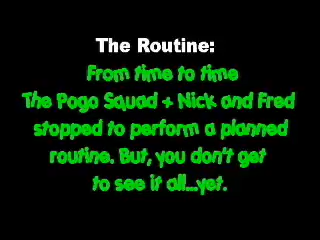 The Routine:
From time to time
The Pogo Squad + Nick and Fred
stopped to perform a planned
routine. But, you don't get
to see it all...yet.